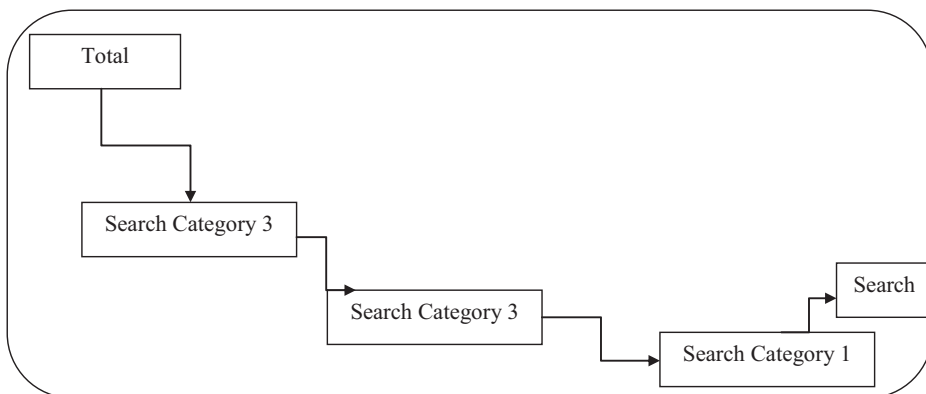 Total
Search Category 3
Search Category 3
Search
Search Category 1